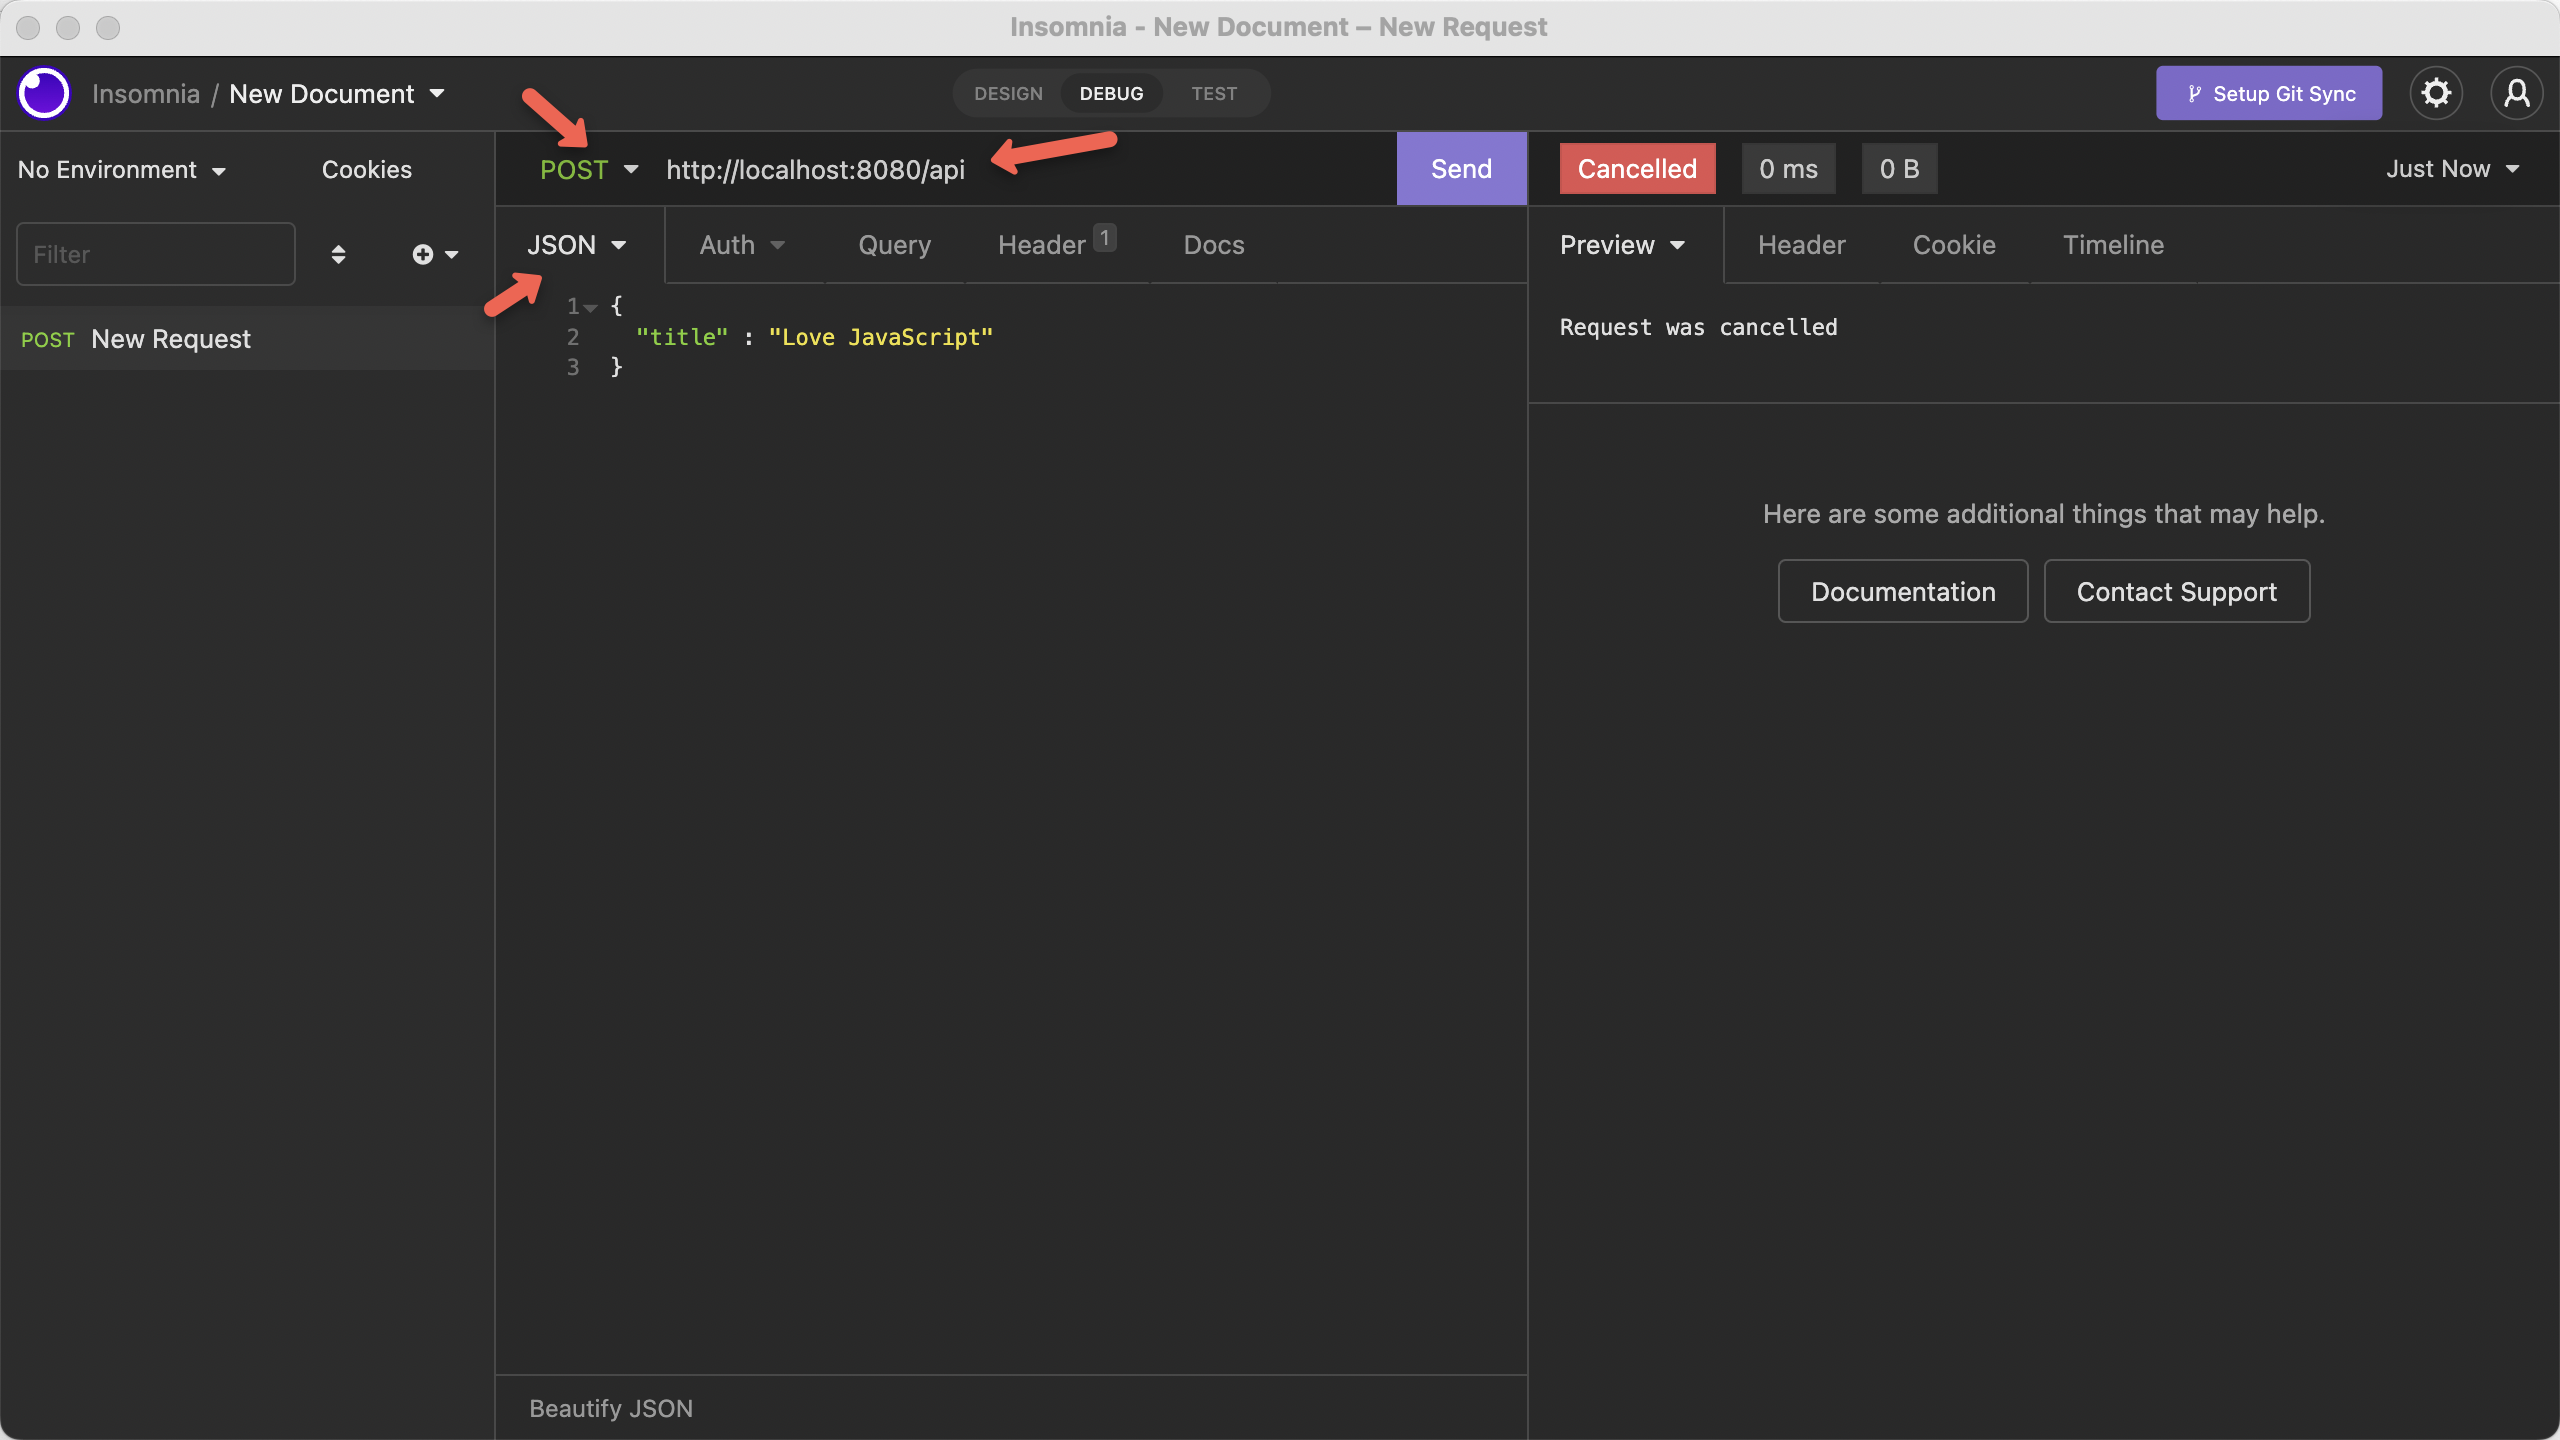 Insomnia - New Document – New Request
Insomnia / New Document
DESIGN DEBUG TEST
Setup Git Sync
No Environment Cookies
POST http://localhost:8080/api Send
Cancelled 0 ms 0 B Just Now
Filter
JSON Auth Query Header 1 Docs
Preview Header Cookie Timeline
POST New Request
1 {
2 "title" : "Love JavaScript"
3 }
Request was cancelled
Here are some additional things that may help.
Documentation Contact Support
Beautify JSON